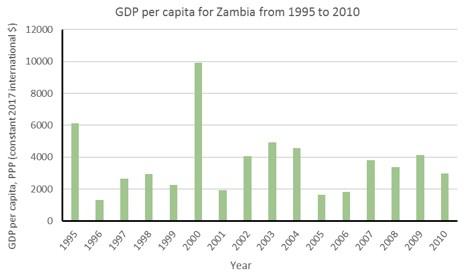 GDP per capita for Zambia from 1995 to 2010
GDP per capita, PPP (constant 2017 international $)
12000
10000
8000
6000
4000
2000
0
1995 1996 1997 1998 1999 2000 2001 2002 2003 2004 2005 2006 2007 2008 2009 2010
Year